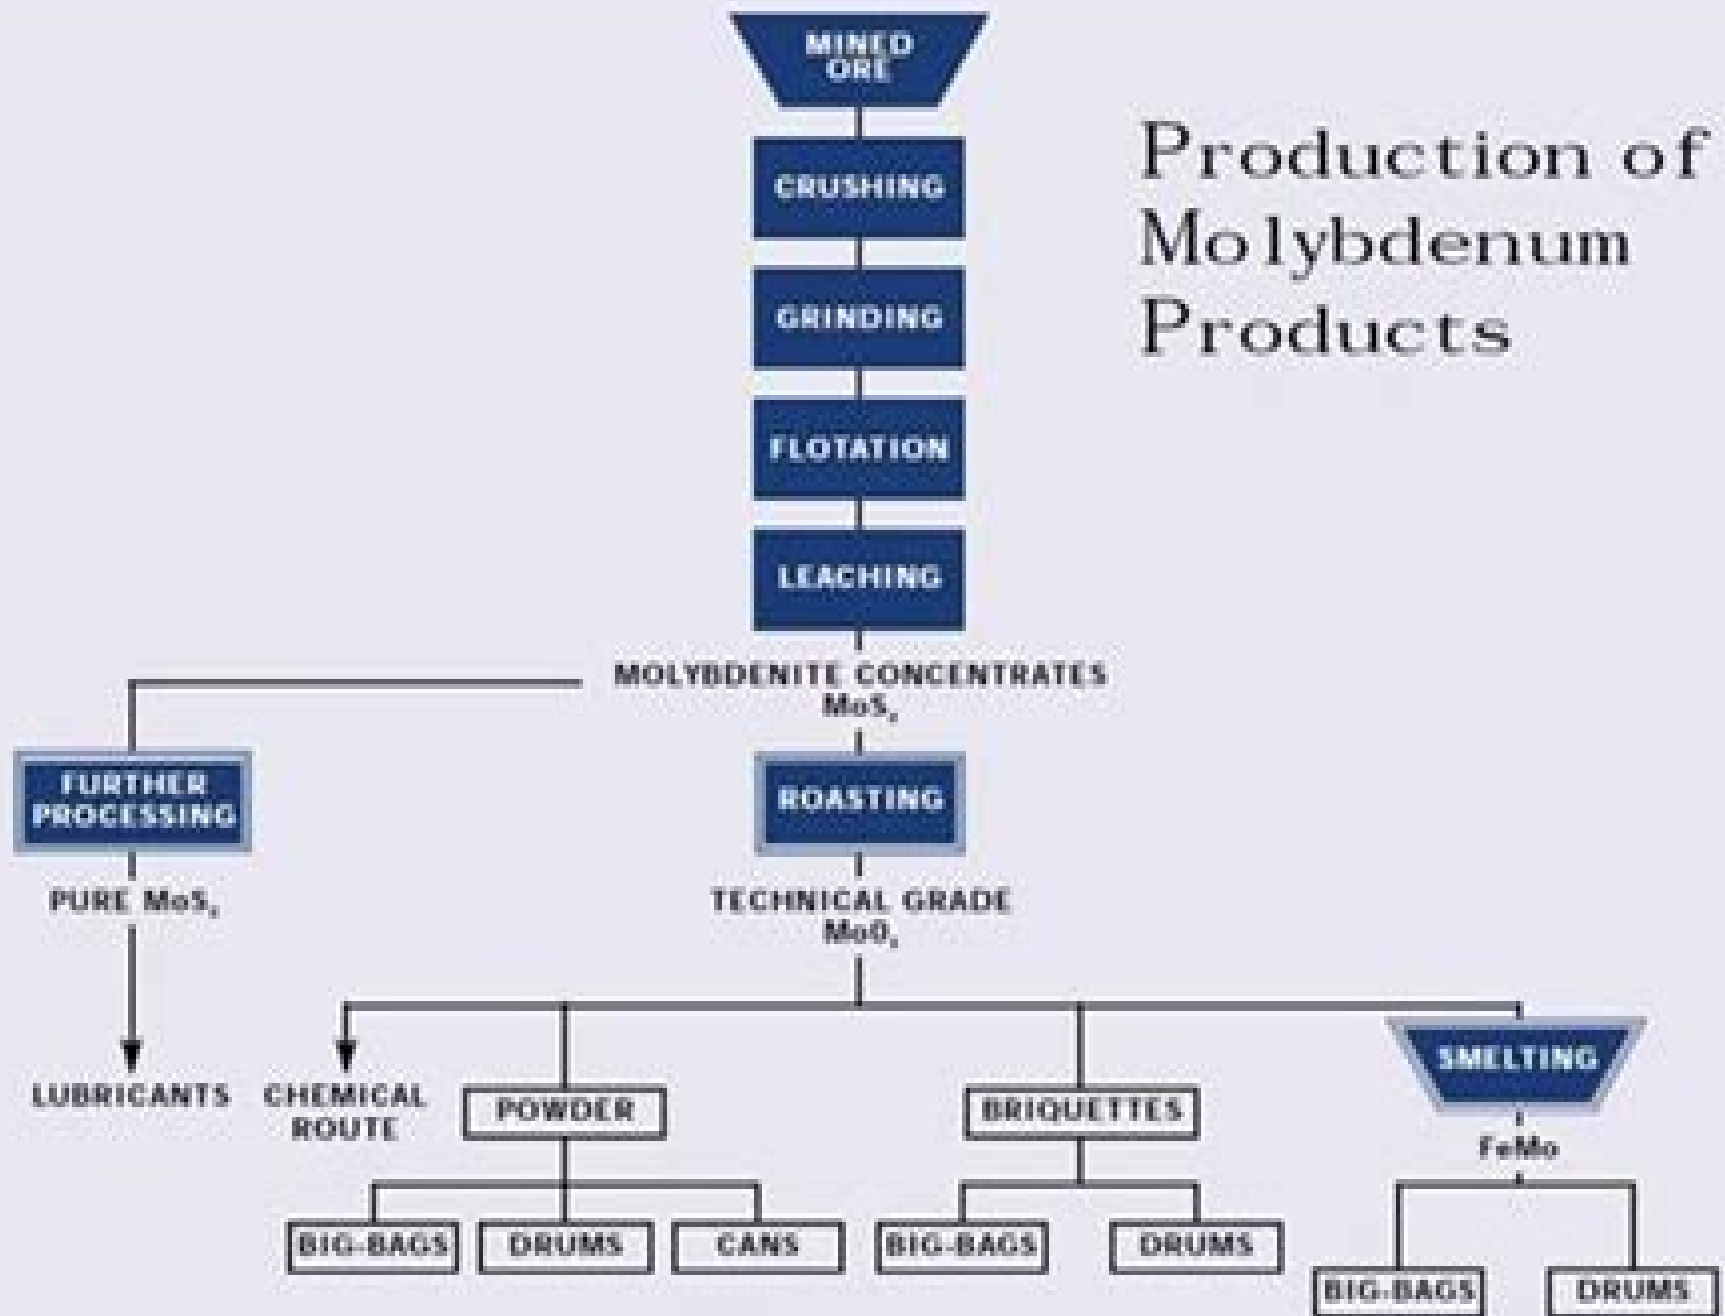 MINED
ORE
Production of
Molybdenum
Products
CRUSHING
GRINDING
FLOTATION
LEACHING
MOLYBDENITE CONCENTRATES
MoS₂
FURTHER
PROCESSING
ROASTING
PURE MoS₂
TECHNICAL GRADE
MoO₃
SMELTING
LUBRICANTS
CHEMICAL
ROUTE
POWDER
BRIQUETTES
FeMo
BIG-BAGS
DRUMS
CANS
BIG-BAGS
DRUMS
BIG-BAGS
DRUMS